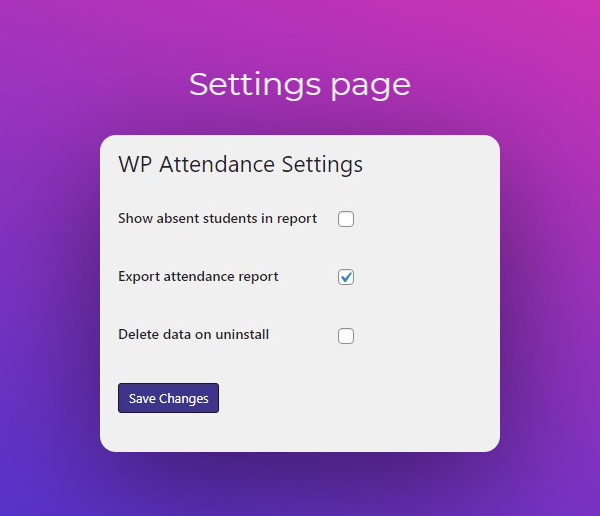 Settings page
WP Attendance Settings
Show absent students in report
Export attendance report
Delete data on uninstall
Save Changes